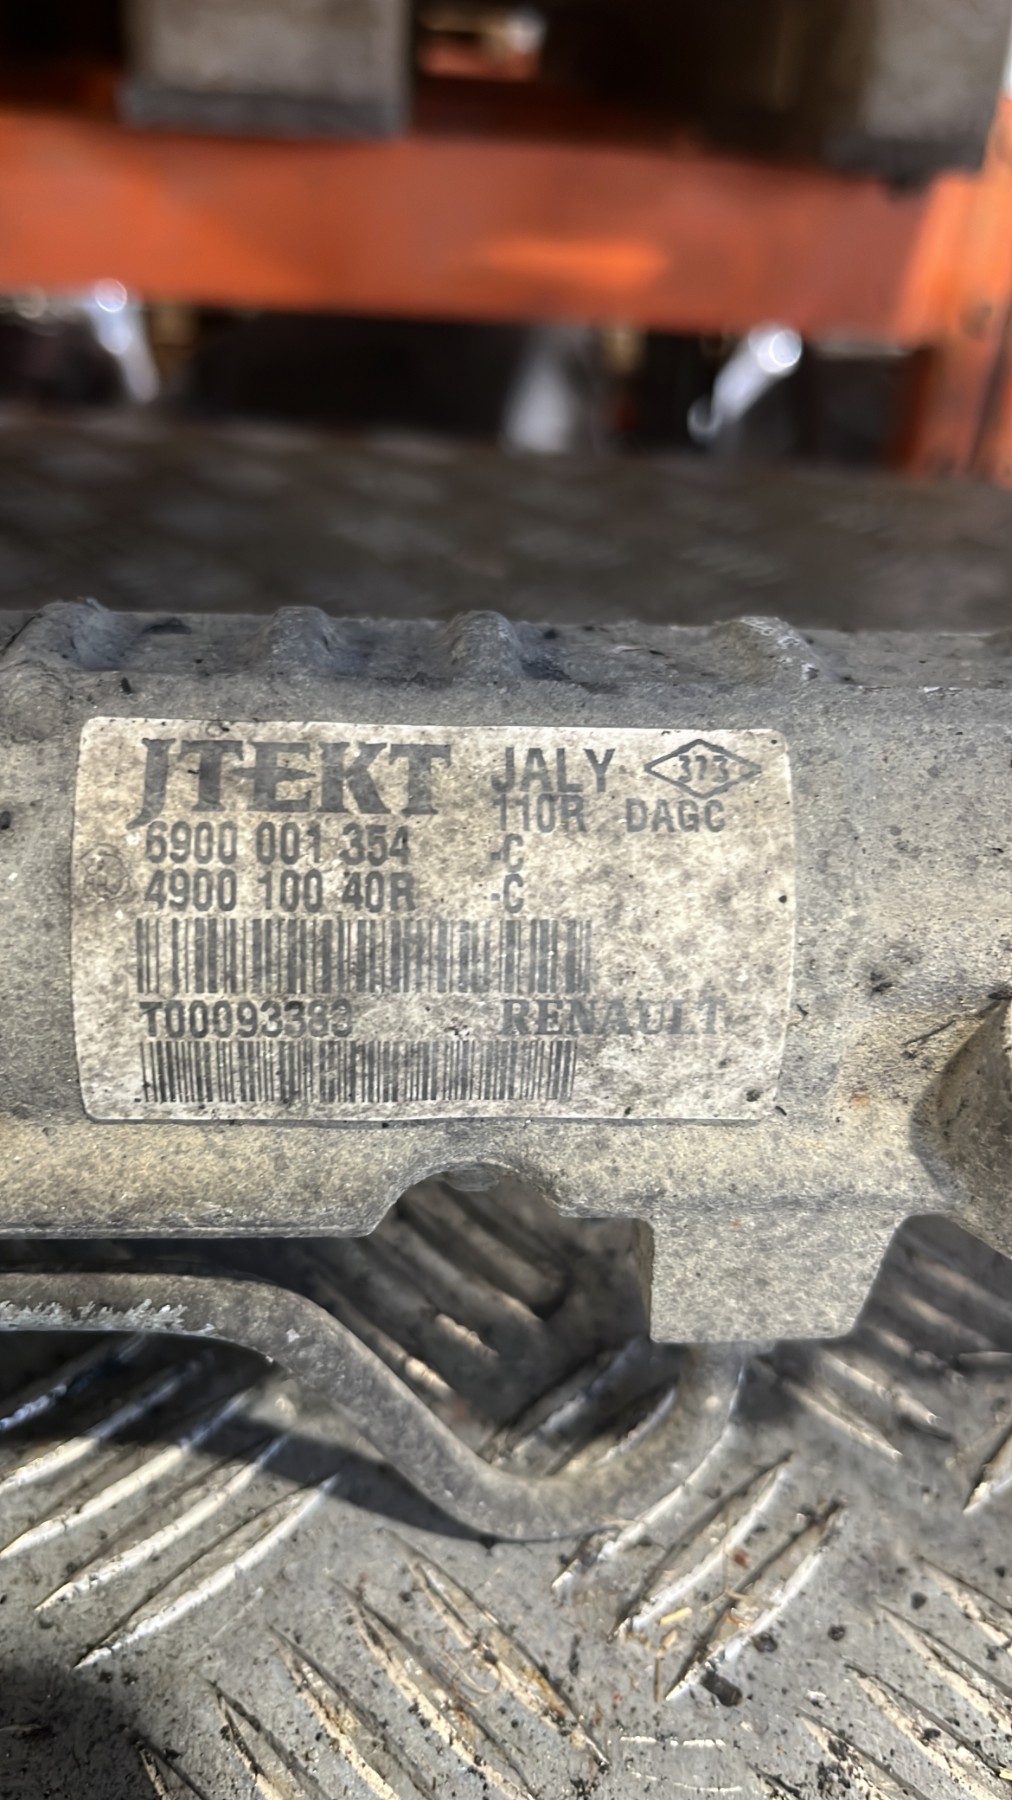 JTEKT JALY 373
110R DAGC
6900 001 354 -C
4900 100 40R -C
T00093383 RENAULT